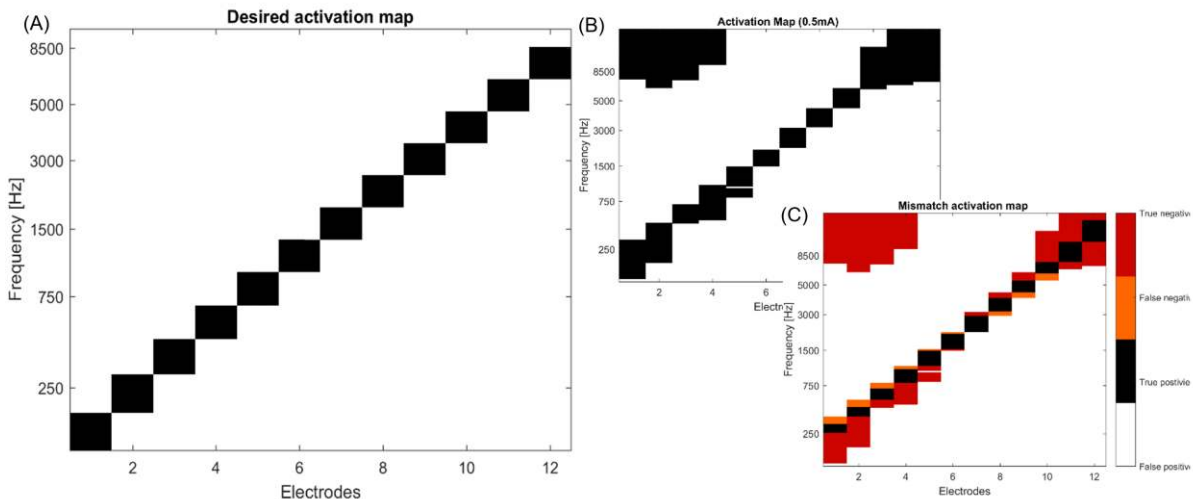 (A)
Desired activation map
8500
5000
3000
1500
750
250
Frequency [Hz]
2 4 6 8 10 12
Electrodes
(B)
Activation Map (0.5mA)
8500
5000
3000
1500
750
250
Frequency [Hz]
2 4 6
Electr
(C)
Mismatch activation map
8500
5000
3000
1500
750
250
Frequency [Hz]
2 4 6 8 10 12
Electrodes
True negative
False negative
True postivie
False positive